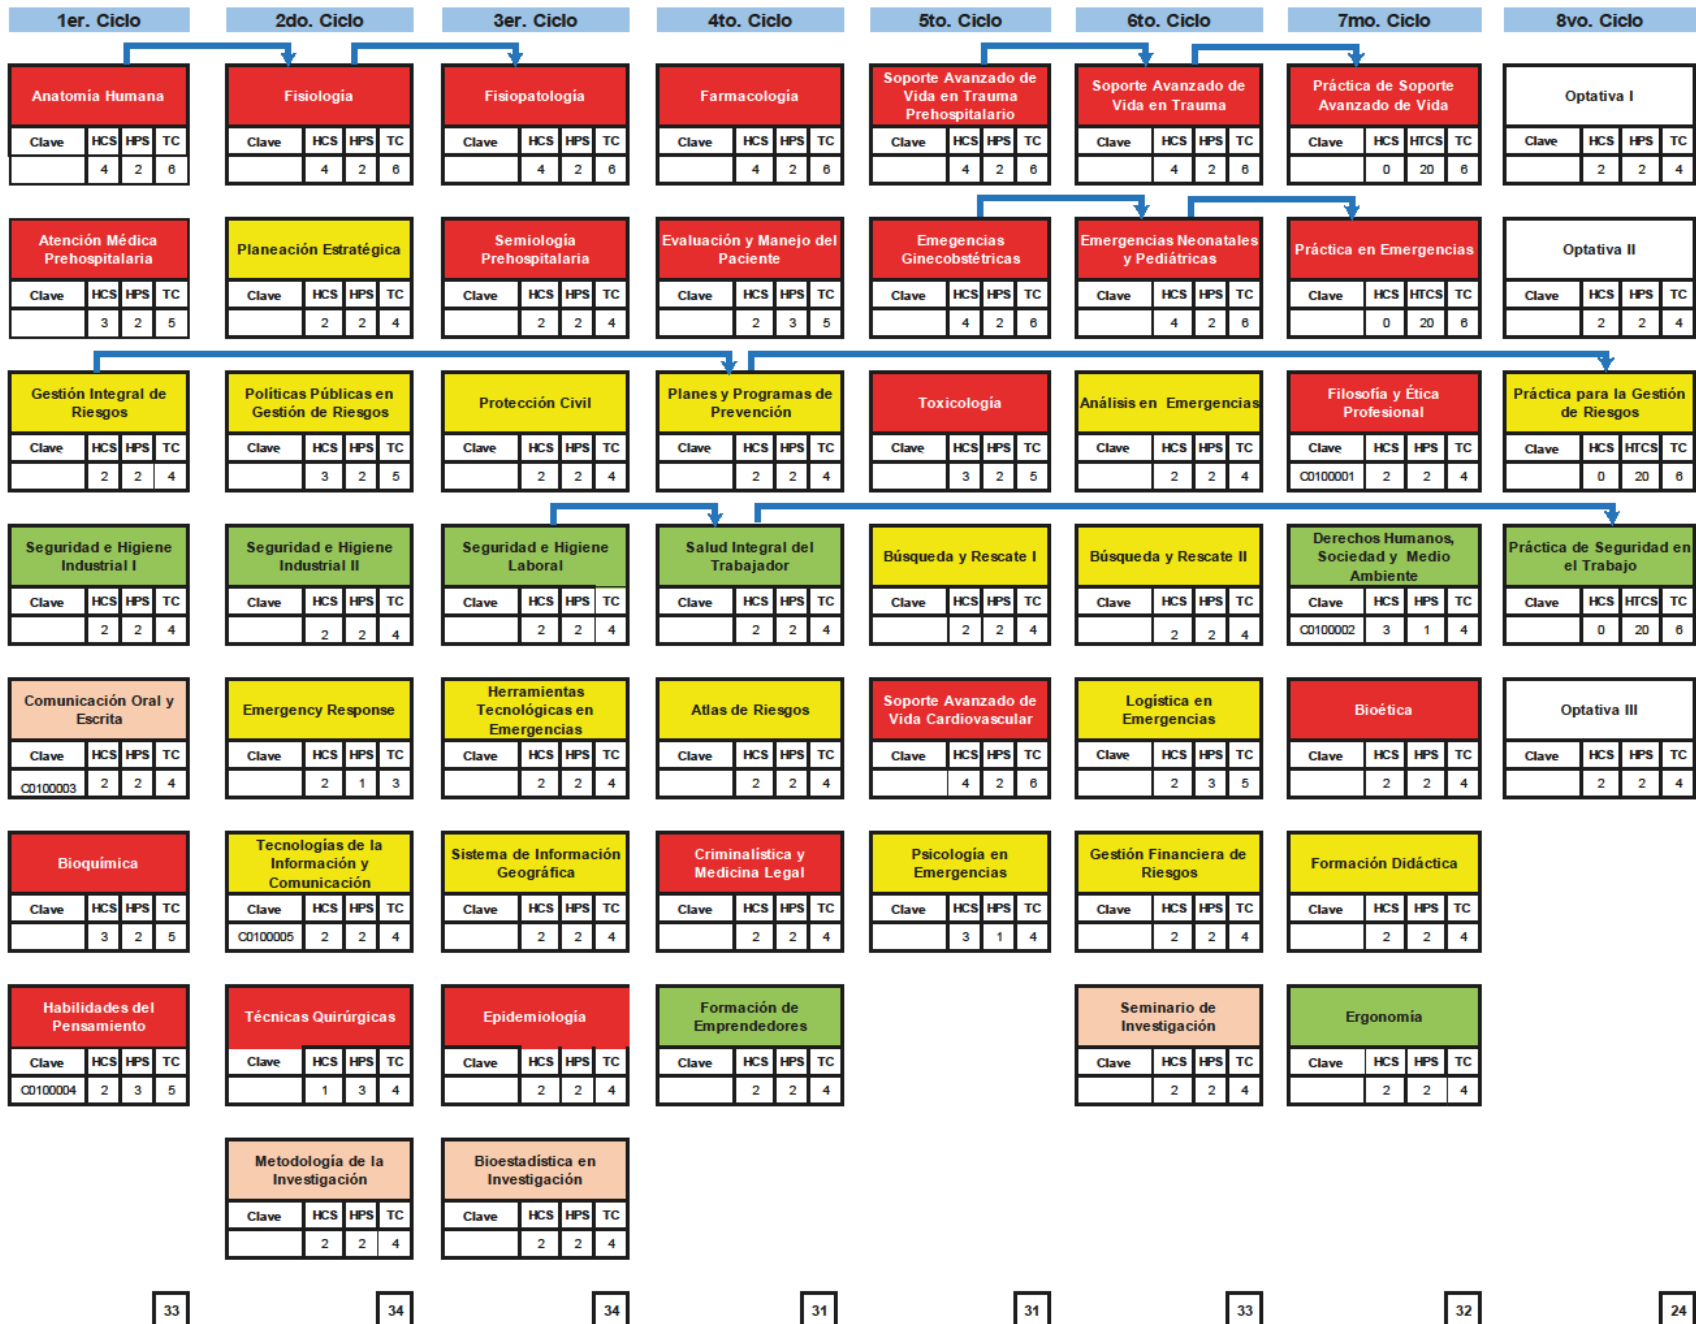 1er. Ciclo 2do. Ciclo 3er. Ciclo 4to. Ciclo 5to. Ciclo 6to. Ciclo 7mo. Ciclo 8vo. Ciclo
Anatomía Humana
Clave HCS HPS TC
4 2 6
Fisiología
Clave HCS HPS TC
4 2 6
Fisiopatología
Clave HCS HPS TC
4 2 6
Farmacología
Clave HCS HPS TC
4 2 6
Soporte Avanzado de
Vida en Trauma
Prehospitalario
Clave HCS HPS TC
4 2 6
Soporte Avanzado de
Vida en Trauma
Clave HCS HPS TC
4 2 6
Práctica de Soporte
Avanzado de Vida
Clave HCS HTCS TC
0 20 6
Optativa I
Clave HCS HPS TC
2 2 4
Atención Médica
Prehospitalaria
Clave HCS HPS TC
3 2 5
Planeación Estratégica
Clave HCS HPS TC
2 2 4
Semiología
Prehospitalaria
Clave HCS HPS TC
2 2 4
Evaluación y Manejo del
Paciente
Clave HCS HPS TC
2 3 5
Emegencias
Ginecobstétricas
Clave HCS HPS TC
4 2 6
Emergencias Neonatales
y Pediátricas
Clave HCS HPS TC
4 2 6
Práctica en Emergencias
Clave HCS HTCS TC
0 20 6
Optativa II
Clave HCS HPS TC
2 2 4
Gestión Integral de
Riesgos
Clave HCS HPS TC
2 2 4
Políticas Públicas en
Gestión de Riesgos
Clave HCS HPS TC
3 2 5
Protección Civil
Clave HCS HPS TC
2 2 4
Planes y Programas de
Prevención
Clave HCS HPS TC
2 2 4
Toxicología
Clave HCS HPS TC
3 2 5
Análisis en Emergencias
Clave HCS HPS TC
2 2 4
Filosofía y Ética
Profesional
Clave HCS HPS TC
C0100001 2 2 4
Práctica para la Gestión
de Riesgos
Clave HCS HTCS TC
0 20 6
Seguridad e Higiene
Industrial I
Clave HCS HPS TC
2 2 4
Seguridad e Higiene
Industrial II
Clave HCS HPS TC
2 2 4
Seguridad e Higiene
Laboral
Clave HCS HPS TC
2 2 4
Salud Integral del
Trabajador
Clave HCS HPS TC
2 2 4
Búsqueda y Rescate I
Clave HCS HPS TC
2 2 4
Búsqueda y Rescate II
Clave HCS HPS TC
2 2 4
Derechos Humanos,
Sociedad y Medio
Ambiente
Clave HCS HPS TC
C0100002 3 1 4
Práctica de Seguridad en
el Trabajo
Clave HCS HTCS TC
0 20 6
Comunicación Oral y
Escrita
Clave HCS HPS TC
C0100003 2 2 4
Emergency Response
Clave HCS HPS TC
2 1 3
Herramientas
Tecnológicas en
Emergencias
Clave HCS HPS TC
2 2 4
Atlas de Riesgos
Clave HCS HPS TC
2 2 4
Soporte Avanzado de
Vida Cardiovascular
Clave HCS HPS TC
4 2 6
Logística en
Emergencias
Clave HCS HPS TC
2 3 5
Bioética
Clave HCS HPS TC
2 2 4
Optativa III
Clave HCS HPS TC
2 2 4
Bioquímica
Clave HCS HPS TC
3 2 5
Tecnologías de la
Información y
Comunicación
Clave HCS HPS TC
C0100005 2 2 4
Sistema de Información
Geográfica
Clave HCS HPS TC
2 2 4
Criminalística y
Medicina Legal
Clave HCS HPS TC
2 2 4
Psicología en
Emergencias
Clave HCS HPS TC
3 1 4
Gestión Financiera de
Riesgos
Clave HCS HPS TC
2 2 4
Formación Didáctica
Clave HCS HPS TC
2 2 4
Habilidades del
Pensamiento
Clave HCS HPS TC
C0100004 2 3 5
Técnicas Quirúrgicas
Clave HCS HPS TC
1 3 4
Epidemiología
Clave HCS HPS TC
2 2 4
Formación de
Emprendedores
Clave HCS HPS TC
2 2 4
Seminario de
Investigación
Clave HCS HPS TC
2 2 4
Ergonomía
Clave HCS HPS TC
2 2 4
Metodología de la
Investigación
Clave HCS HPS TC
2 2 4
Bioestadística en
Investigación
Clave HCS HPS TC
2 2 4
33 34 34 31 31 33 32 24